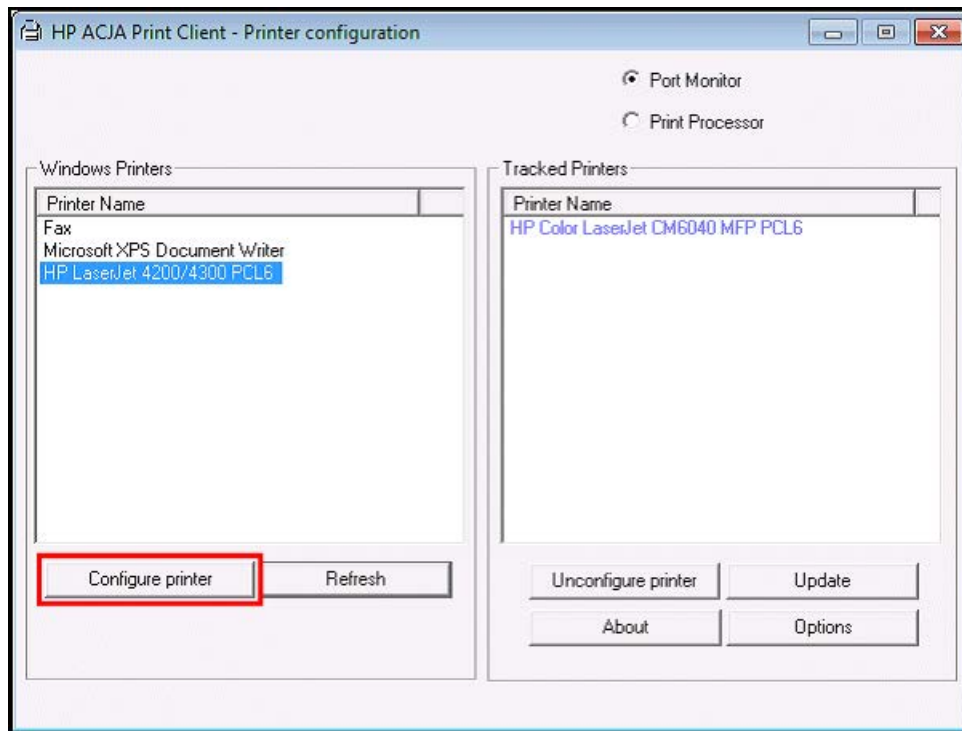 HP ACJA Print Client - Printer configuration
Port Monitor
Print Processor
Windows Printers
Printer Name
Fax
Microsoft XPS Document Writer
HP LaserJet 4200/4300 PCL6
Configure printer
Refresh
Tracked Printers
Printer Name
HP Color LaserJet CM6040 MFP PCL6
Unconfigure printer
Update
About
Options